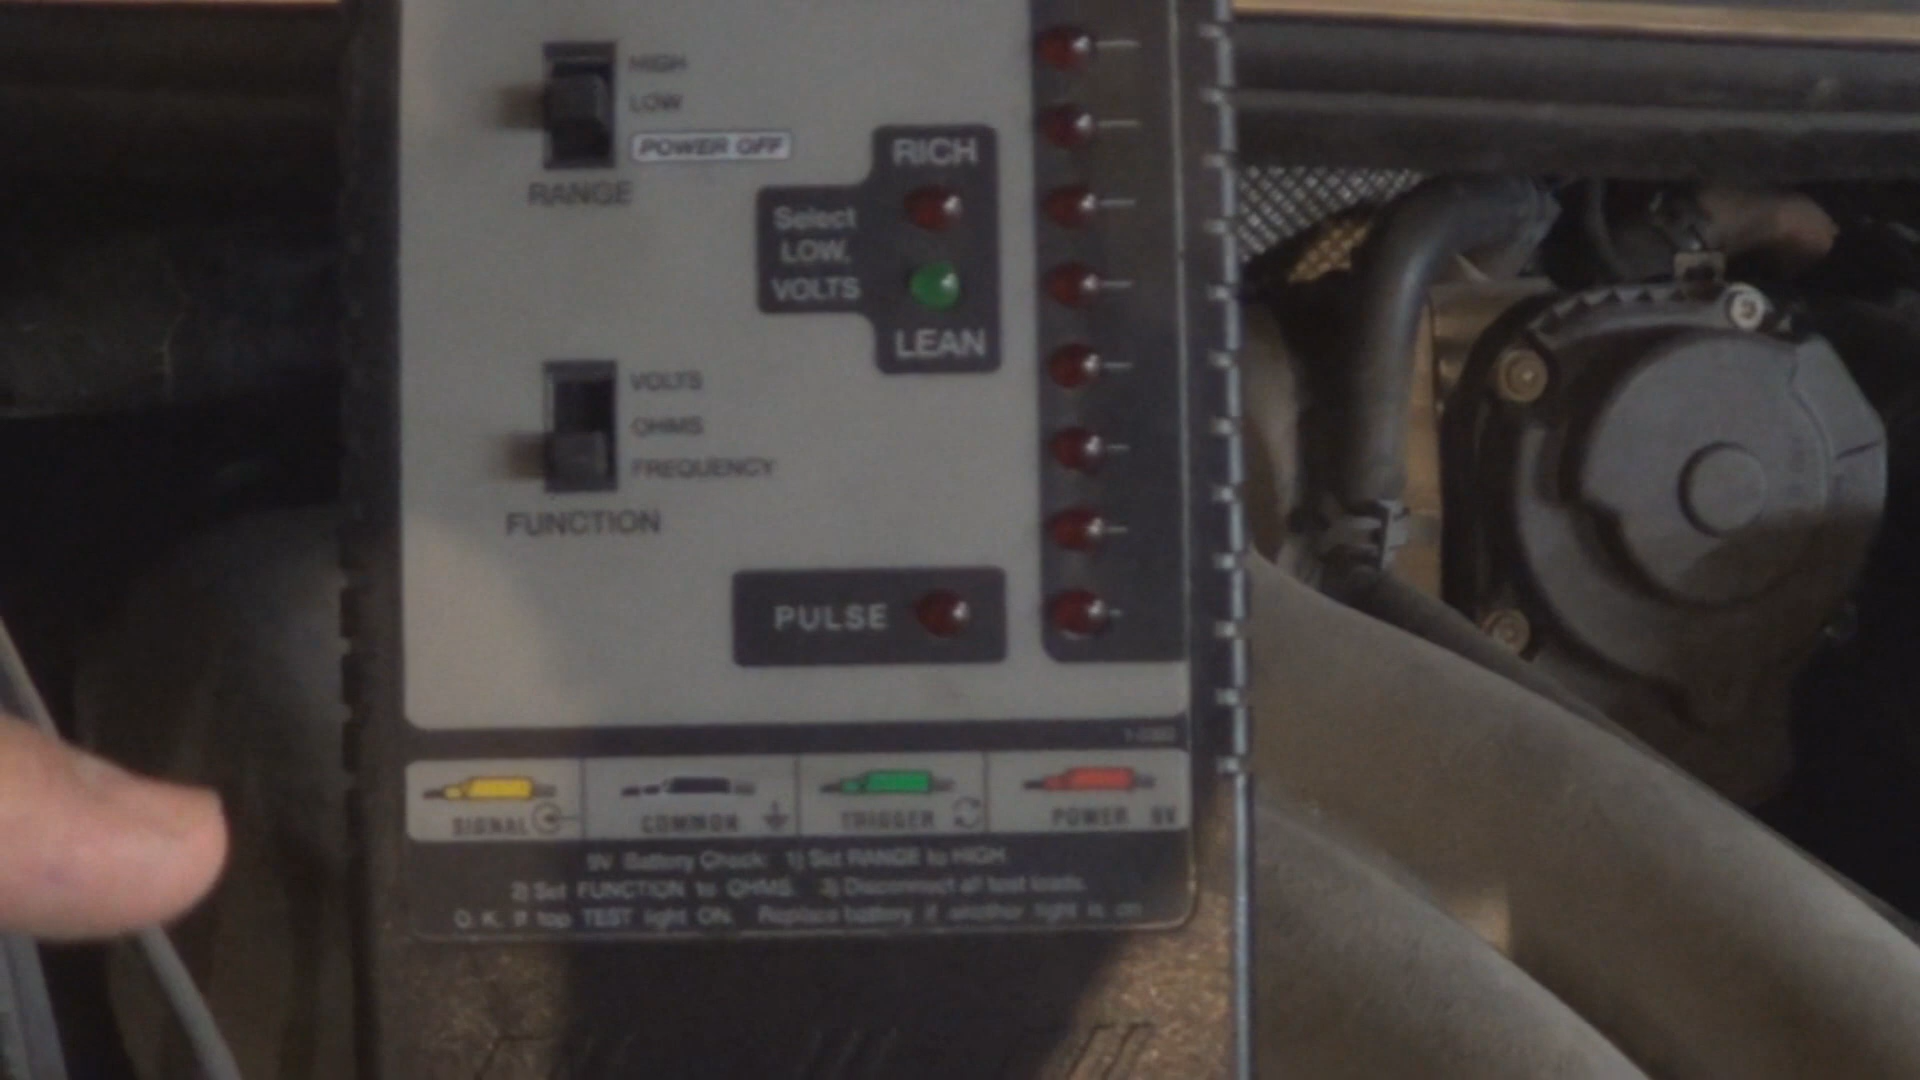 HIGH
LOW
POWER OFF
RANGE
RICH
Select
LOW,
VOLTS
LEAN
VOLTS
OHMS
FREQUENCY
FUNCTION
PULSE
SIGNAL
COMMON
TRIGGER
POWER 9V
9V Battery Check: 1) Set RANGE to HIGH.
2) Set FUNCTION to OHMS. 3) Disconnect all test leads.
O.K. if top TEST light ON. Replace battery if another light is on.